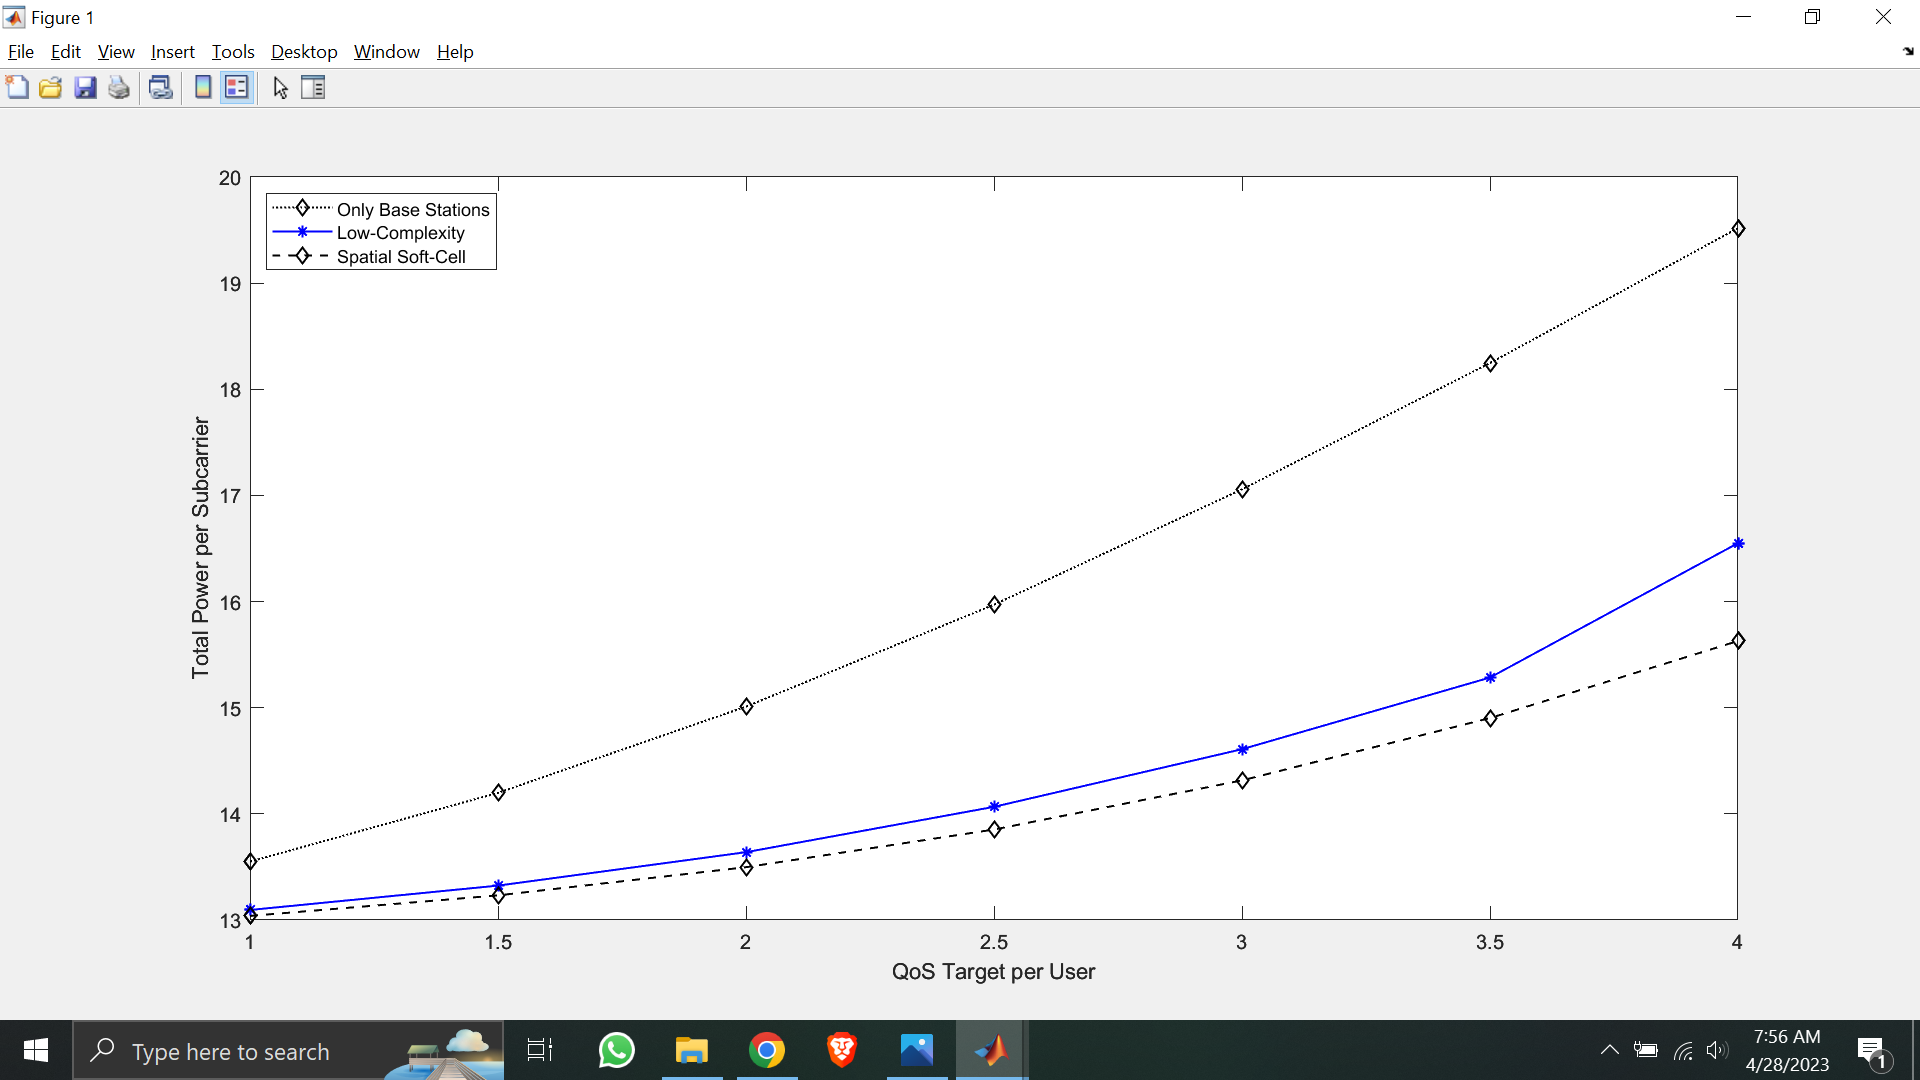 Figure 1
File Edit View Insert Tools Desktop Window Help
20
19
18
17
16
15
14
13
Total Power per Subcarrier
Only Base Stations
Low-Complexity
Spatial Soft-Cell
1 1.5 2 2.5 3 3.5 4
QoS Target per User
Type here to search
7:56 AM
4/28/2023
1